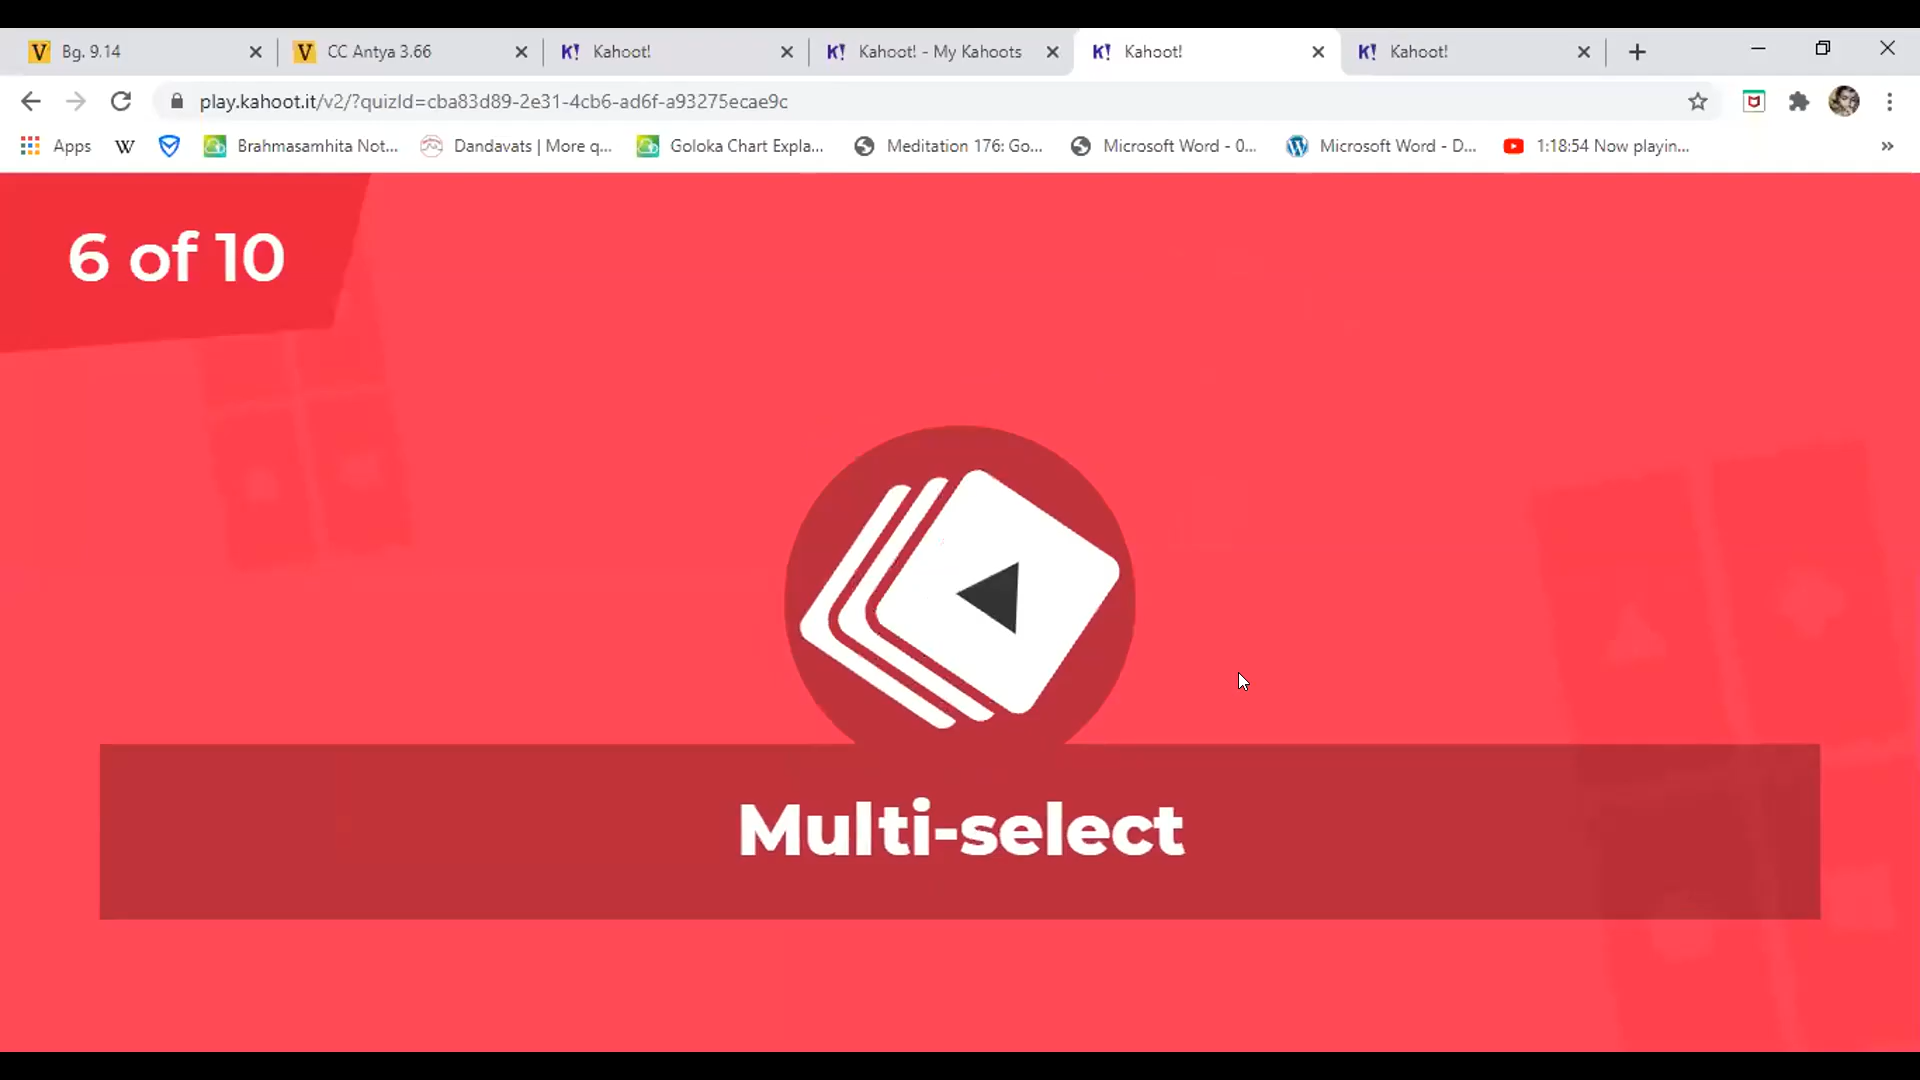 Bg. 9.14
CC Antya 3.66
K! Kahoot!
K! Kahoot! - My Kahoots
K! Kahoot!
K! Kahoot!
play.kahoot.it/v2/?quizId=cba83d89-2e31-4cb6-ad6f-a93275ecae9c
Apps
W
Brahmasamhita Not...
Dandavats | More q...
Goloka Chart Expla...
Meditation 176: Go...
Microsoft Word - 0...
Microsoft Word - D...
1:18:54 Now playin...
»
6 of 10
Multi-select